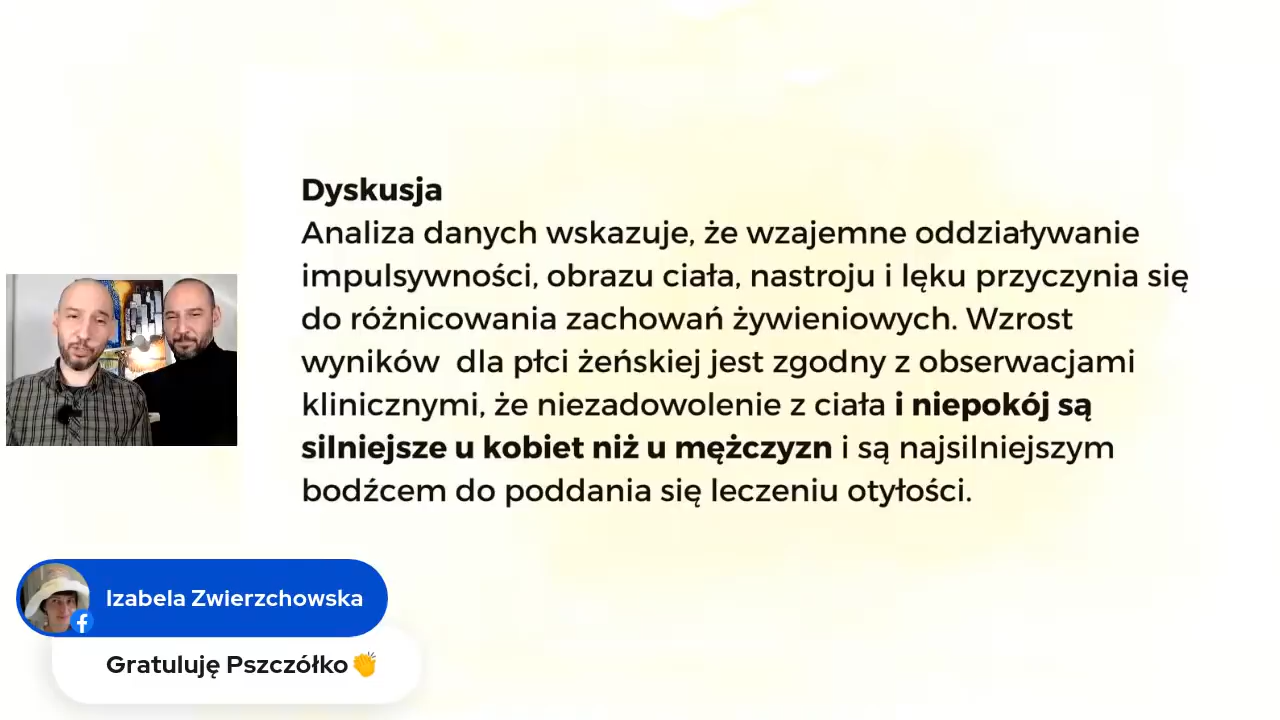 Dyskusja
Analiza danych wskazuje, że wzajemne oddziaływanie
impulsywności, obrazu ciała, nastroju i lęku przyczynia się
do różnicowania zachowań żywieniowych. Wzrost
wyników  dla płci żeńskiej jest zgodny z obserwacjami
klinicznymi, że niezadowolenie z ciała i niepokój są
silniejsze u kobiet niż u mężczyzn i są najsilniejszym
bodźcem do poddania się leczeniu otyłości.
Izabela Zwierzchowska
Gratuluję Pszczółko👏